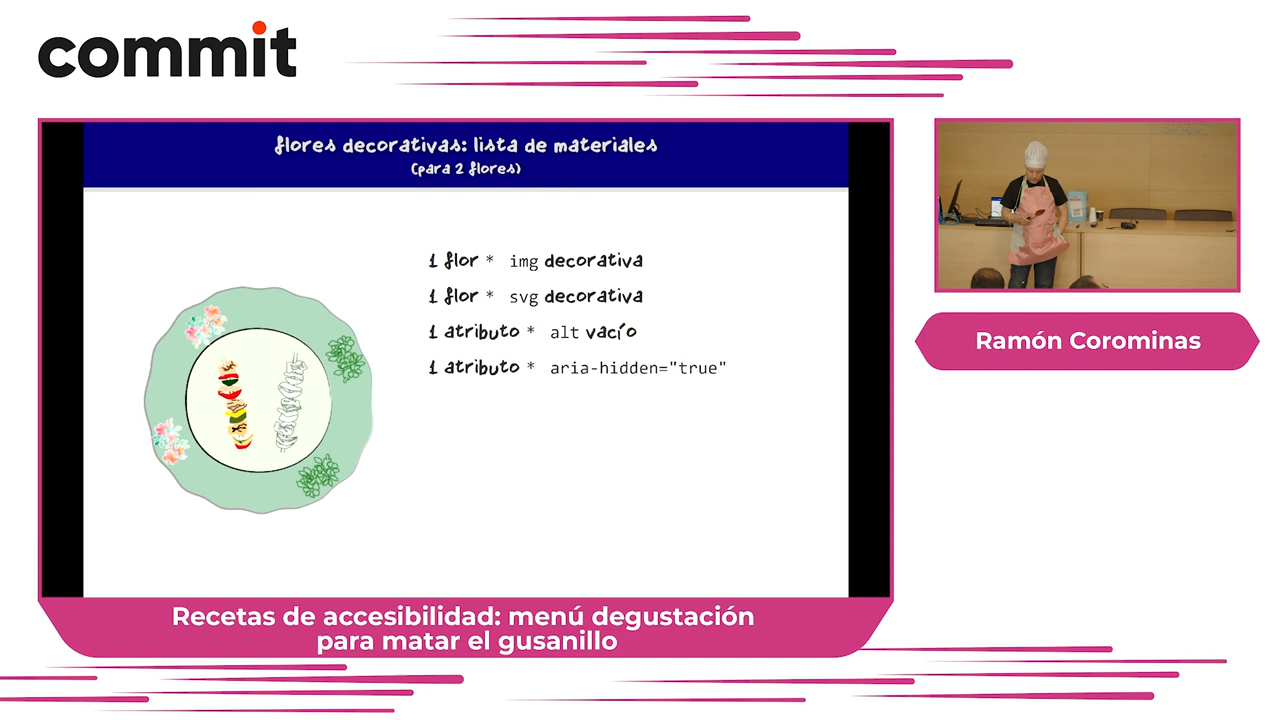 commit
flores decorativas: lista de materiales
(para 2 flores)
1 flor * img decorativa
1 flor * svg decorativa
1 atributo * alt vacío
1 atributo * aria-hidden="true"
Ramón Corominas
Recetas de accesibilidad: menú degustación
para matar el gusanillo